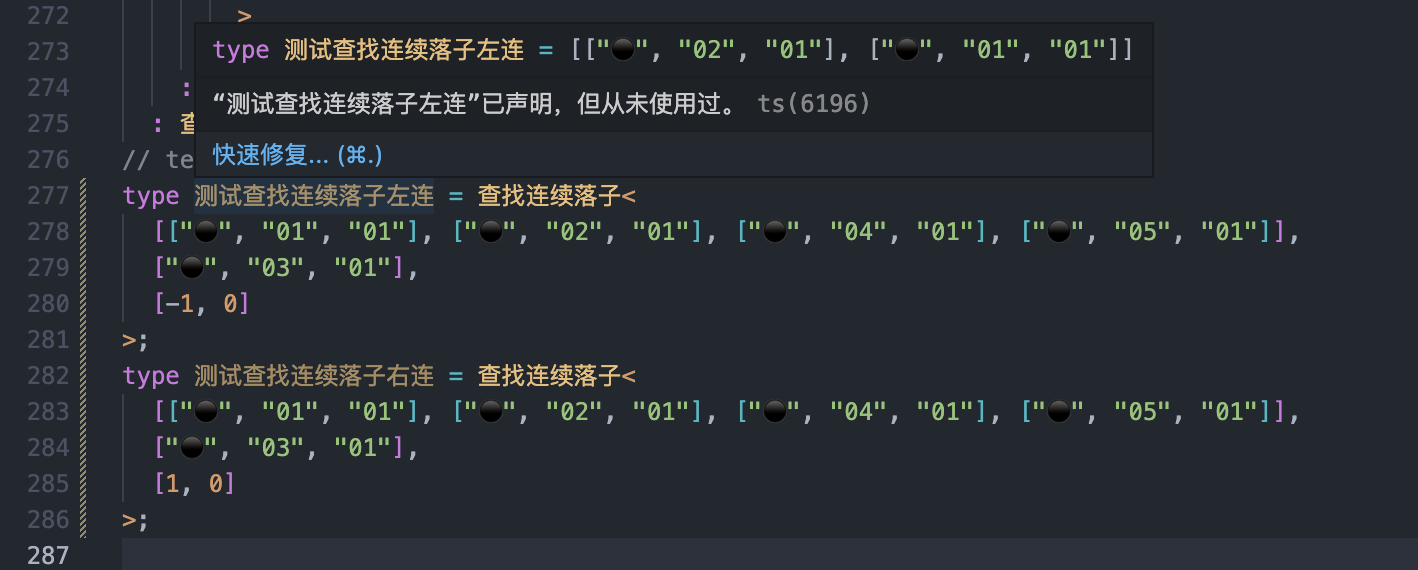 272 >
273
type 测试查找连续落子左连 = [["⚫", "02", "01"], ["⚫", "01", "01"]]
274 :
“测试查找连续落子左连”已声明，但从未使用过。 ts(6196)
275 : 查
快速修复... (⌘.)
276 // te
277 type 测试查找连续落子左连 = 查找连续落子<
278 [["⚫", "01", "01"], ["⚫", "02", "01"], ["⚫", "04", "01"], ["⚫", "05", "01"]],
279 ["⚫", "03", "01"],
280 [-1, 0]
281 >;
282 type 测试查找连续落子右连 = 查找连续落子<
283 [["⚫", "01", "01"], ["⚫", "02", "01"], ["⚫", "04", "01"], ["⚫", "05", "01"]],
284 ["⚫", "03", "01"],
285 [1, 0]
286 >;
287